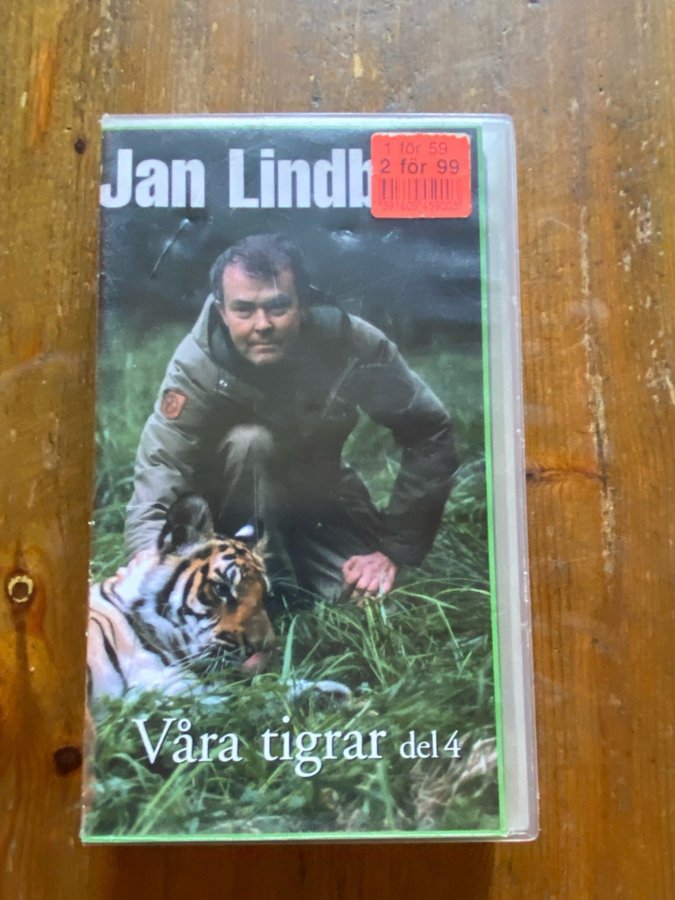 Jan Lindb
1 för 59
2 för 99
Våra tigrar del 4